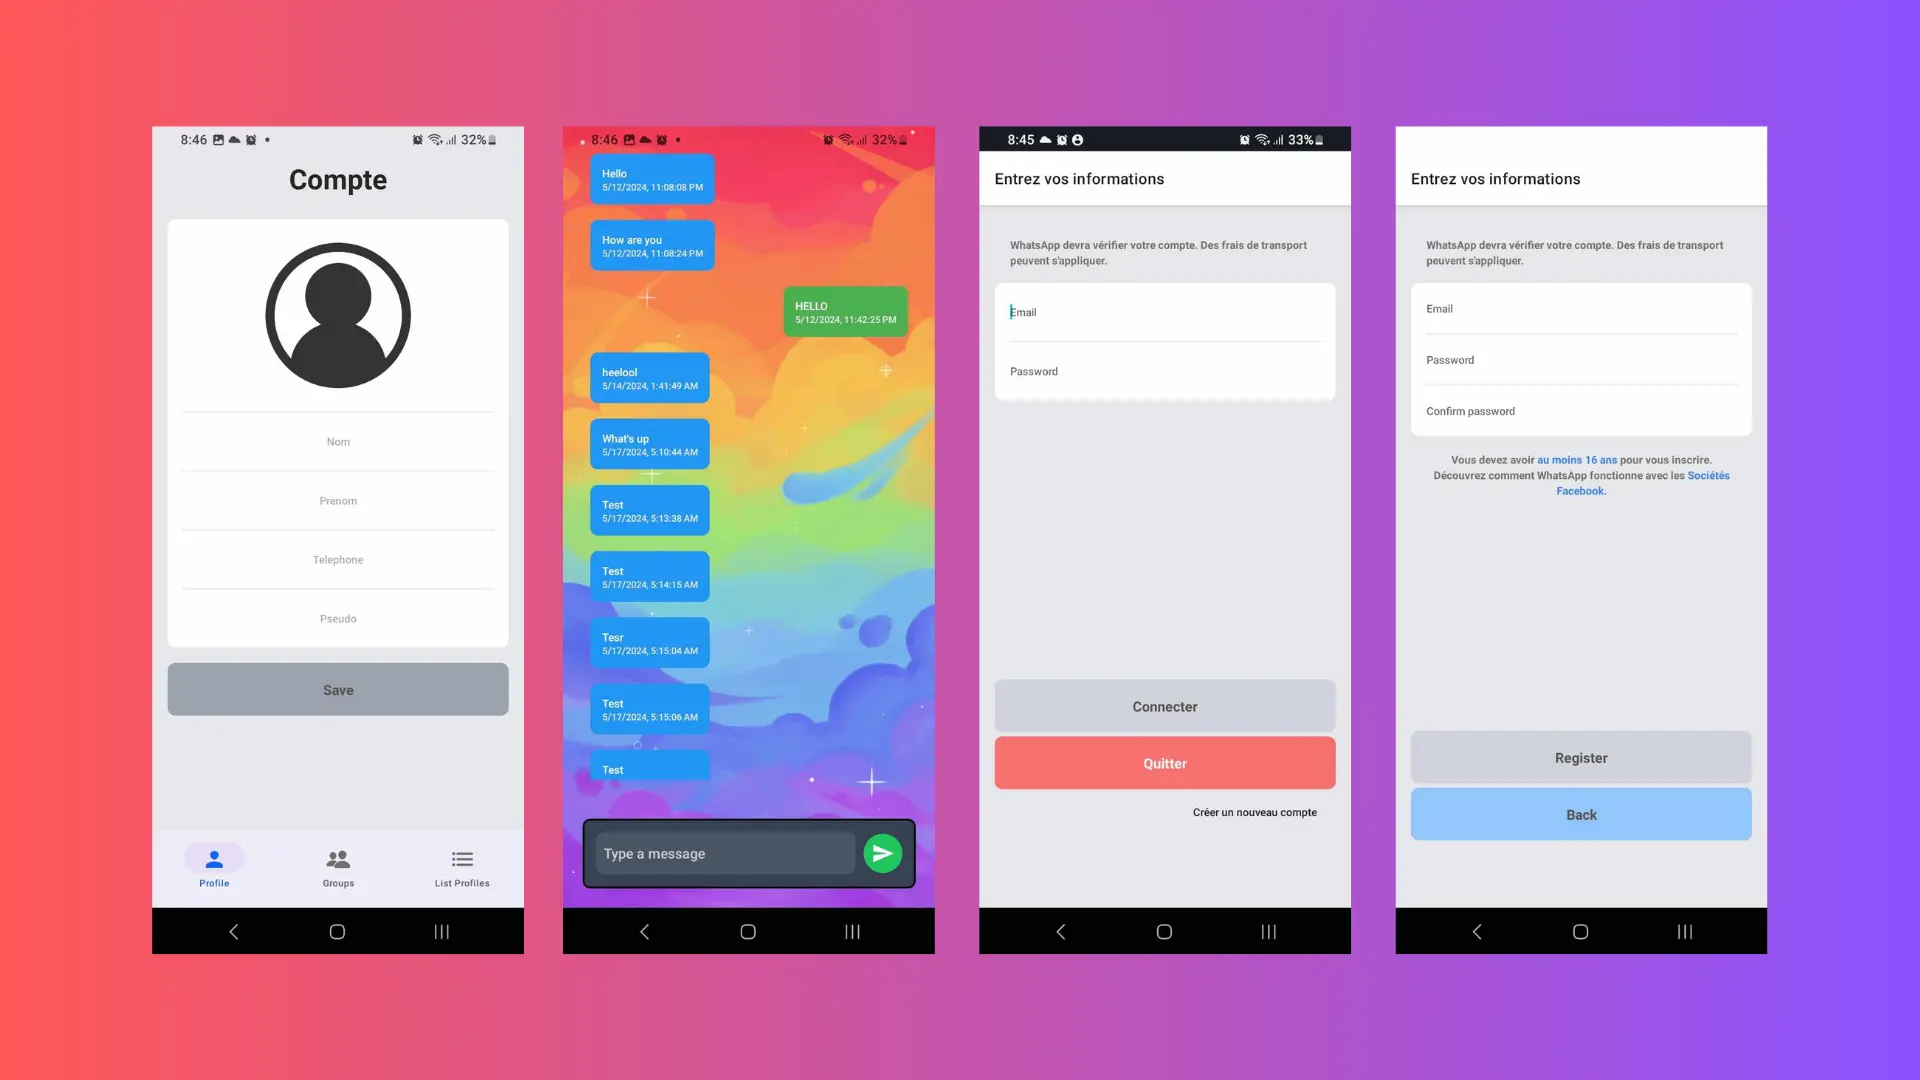 8:46
32%
Compte
Nom
Prenom
Telephone
Pseudo
Save
Profile
Groups
List Profiles
8:46
32%
Hello
5/12/2024, 11:08:08 PM
How are you
5/12/2024, 11:08:24 PM
HELLO
5/12/2024, 11:42:25 PM
heelool
5/14/2024, 1:41:49 AM
What's up
5/17/2024, 5:10:44 AM
Test
5/17/2024, 5:13:38 AM
Test
5/17/2024, 5:14:15 AM
Tesr
5/17/2024, 5:15:04 AM
Test
5/17/2024, 5:15:06 AM
Test
Type a message
8:45
33%
Entrez vos informations
WhatsApp devra vérifier votre compte. Des frais de transport
peuvent s'appliquer.
Email
Password
Connecter
Quitter
Créer un nouveau compte
Entrez vos informations
WhatsApp devra vérifier votre compte. Des frais de transport
peuvent s'appliquer.
Email
Password
Confirm password
Vous devez avoir au moins 16 ans pour vous inscrire.
Découvrez comment WhatsApp fonctionne avec les Sociétés
Facebook.
Register
Back